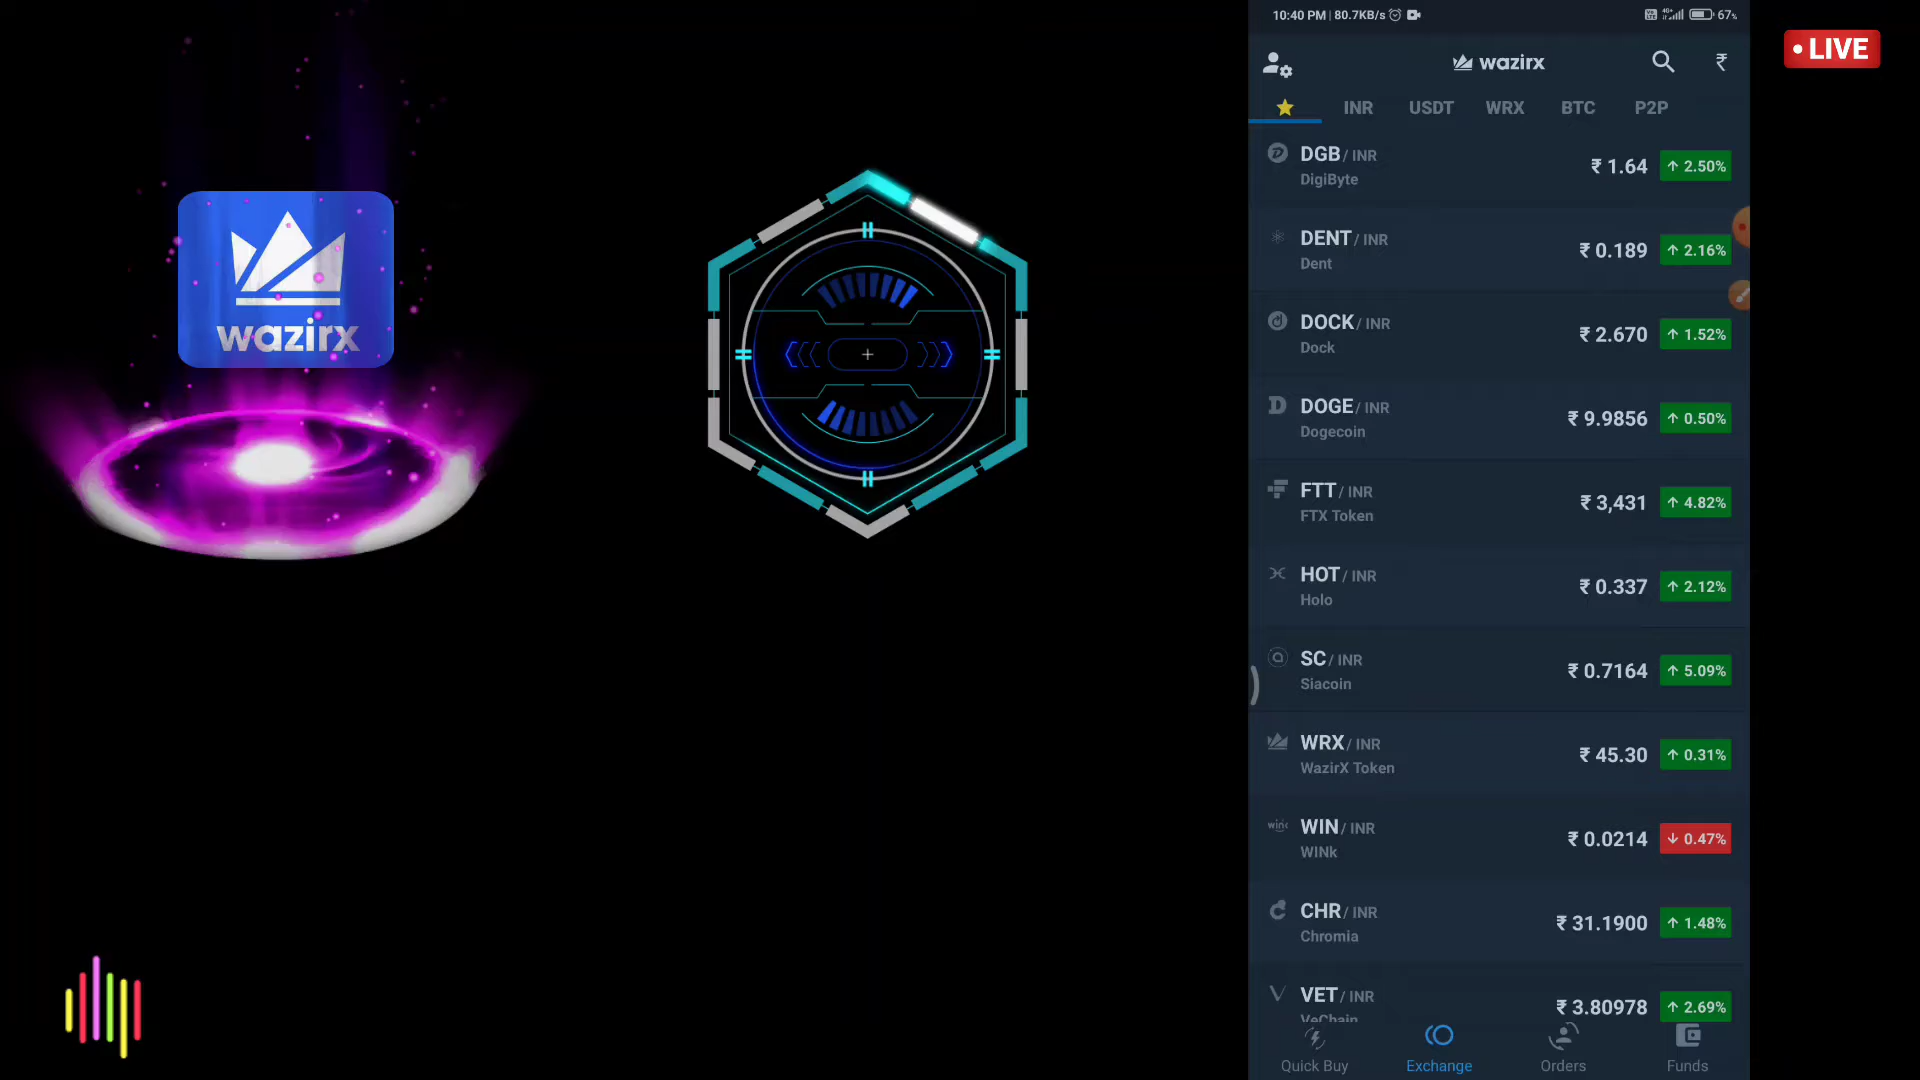 wazirx
10:40 PM | 80.7KB/s
67%
wazirx
₹
• LIVE
INR USDT WRX BTC P2P
DGB / INR
DigiByte
₹ 1.64
↑ 2.50%
DENT / INR
Dent
₹ 0.189
↑ 2.16%
DOCK / INR
Dock
₹ 2.670
↑ 1.52%
DOGE / INR
Dogecoin
₹ 9.9856
↑ 0.50%
FTT / INR
FTX Token
₹ 3,431
↑ 4.82%
HOT / INR
Holo
₹ 0.337
↑ 2.12%
SC / INR
Siacoin
₹ 0.7164
↑ 5.09%
WRX / INR
WazirX Token
₹ 45.30
↑ 0.31%
WIN / INR
WINk
₹ 0.0214
↓ 0.47%
CHR / INR
Chromia
₹ 31.1900
↑ 1.48%
VET / INR
VeChain
₹ 3.80978
↑ 2.69%
Quick Buy
Exchange
Orders
Funds